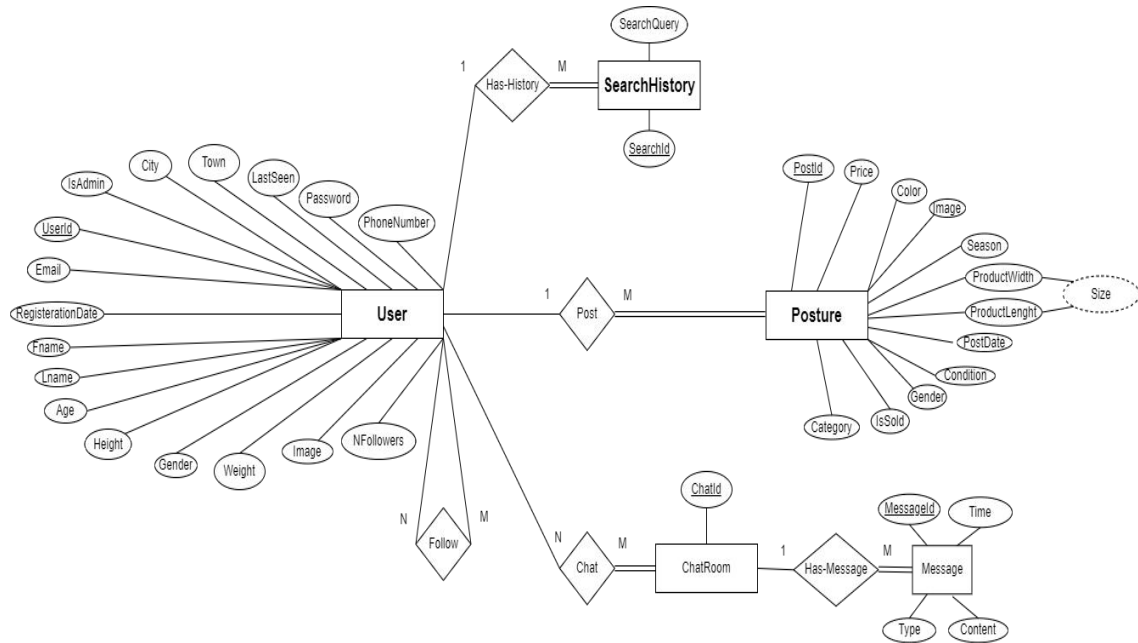 SearchQuery
1
Has-History
M
SearchHistory
SearchId
City
Town
LastSeen
IsAdmin
Password
PhoneNumber
UserId
Email
RegisterationDate
Fname
Lname
Age
Height
Gender
Weight
Image
NFollowers
User
1
Post
M
Posture
PostId
Price
Color
Image
Season
ProductWidth
Size
ProductLenght
PostDate
Condition
Gender
IsSold
Category
N
M
Follow
N
Chat
M
ChatId
ChatRoom
1
Has-Message
M
MessageId
Time
Message
Type
Content